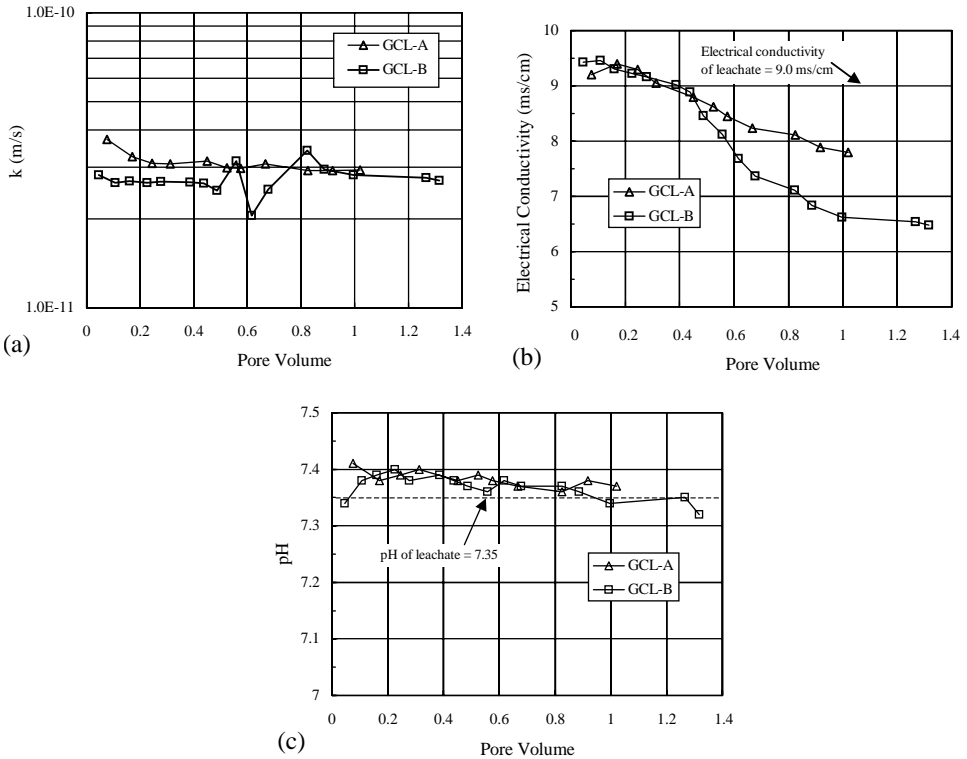 1.0E-10
GCL-A
GCL-B
k (m/s)
1.0E-11
0 0.2 0.4 0.6 0.8 1 1.2 1.4
Pore Volume
(a)
10
9
8
7
6
5
Electrical conductivity
of leachate = 9.0 ms/cm
GCL-A
GCL-B
Electrical Conductivity (ms/cm)
0 0.2 0.4 0.6 0.8 1 1.2 1.4
Pore Volume
(b)
7.5
7.4
7.3
7.2
7.1
7
pH of leachate = 7.35
GCL-A
GCL-B
pH
0 0.2 0.4 0.6 0.8 1 1.2 1.4
Pore Volume
(c)